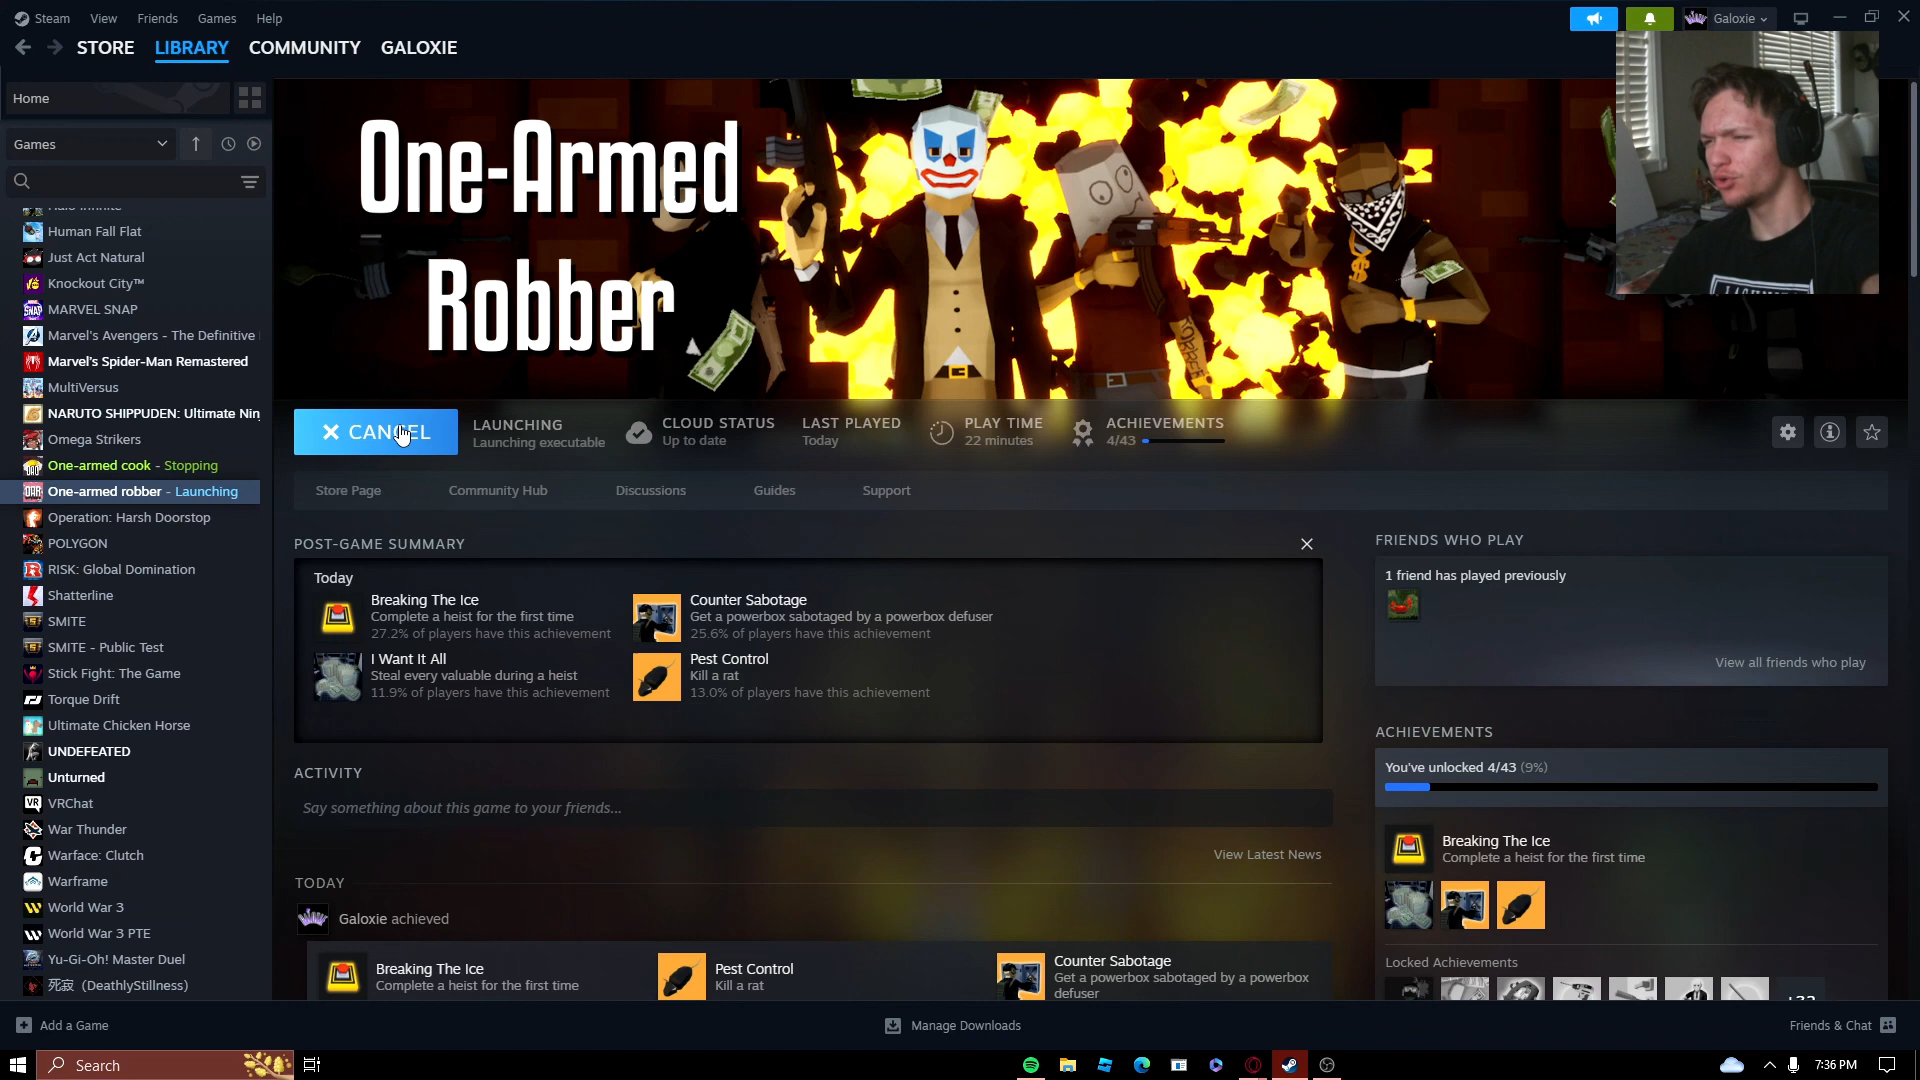 Steam View Friends Games Help
Galoxie
STORE LIBRARY COMMUNITY GALOXIE
Home
Games
Halo Infinite
Human Fall Flat
Just Act Natural
Knockout City™
MARVEL SNAP
Marvel's Avengers - The Definitive
Marvel's Spider-Man Remastered
MultiVersus
NARUTO SHIPPUDEN: Ultimate Nin
Omega Strikers
One-armed cook - Stopping
One-armed robber - Launching
Operation: Harsh Doorstop
POLYGON
RISK: Global Domination
Shatterline
SMITE
SMITE - Public Test
Stick Fight: The Game
Torque Drift
Ultimate Chicken Horse
UNDEFEATED
Unturned
VRChat
War Thunder
Warface: Clutch
Warframe
World War 3
World War 3 PTE
Yu-Gi-Oh! Master Duel
死寂 (DeathlyStillness)
One-Armed
Robber
CANCEL
LAUNCHING
Launching executable
CLOUD STATUS
Up to date
LAST PLAYED
Today
PLAY TIME
22 minutes
ACHIEVEMENTS
4/43
Store Page Community Hub Discussions Guides Support
POST-GAME SUMMARY
Today
Breaking The Ice
Complete a heist for the first time
27.2% of players have this achievement
Counter Sabotage
Get a powerbox sabotaged by a powerbox defuser
25.6% of players have this achievement
I Want It All
Steal every valuable during a heist
11.9% of players have this achievement
Pest Control
Kill a rat
13.0% of players have this achievement
ACTIVITY
Say something about this game to your friends...
View Latest News
TODAY
Galoxie achieved
Breaking The Ice
Complete a heist for the first time
Pest Control
Kill a rat
Counter Sabotage
Get a powerbox sabotaged by a powerbox
defuser
FRIENDS WHO PLAY
1 friend has played previously
View all friends who play
ACHIEVEMENTS
You've unlocked 4/43 (9%)
Breaking The Ice
Complete a heist for the first time
Locked Achievements
Add a Game
Manage Downloads
Friends & Chat
Search
7:36 PM